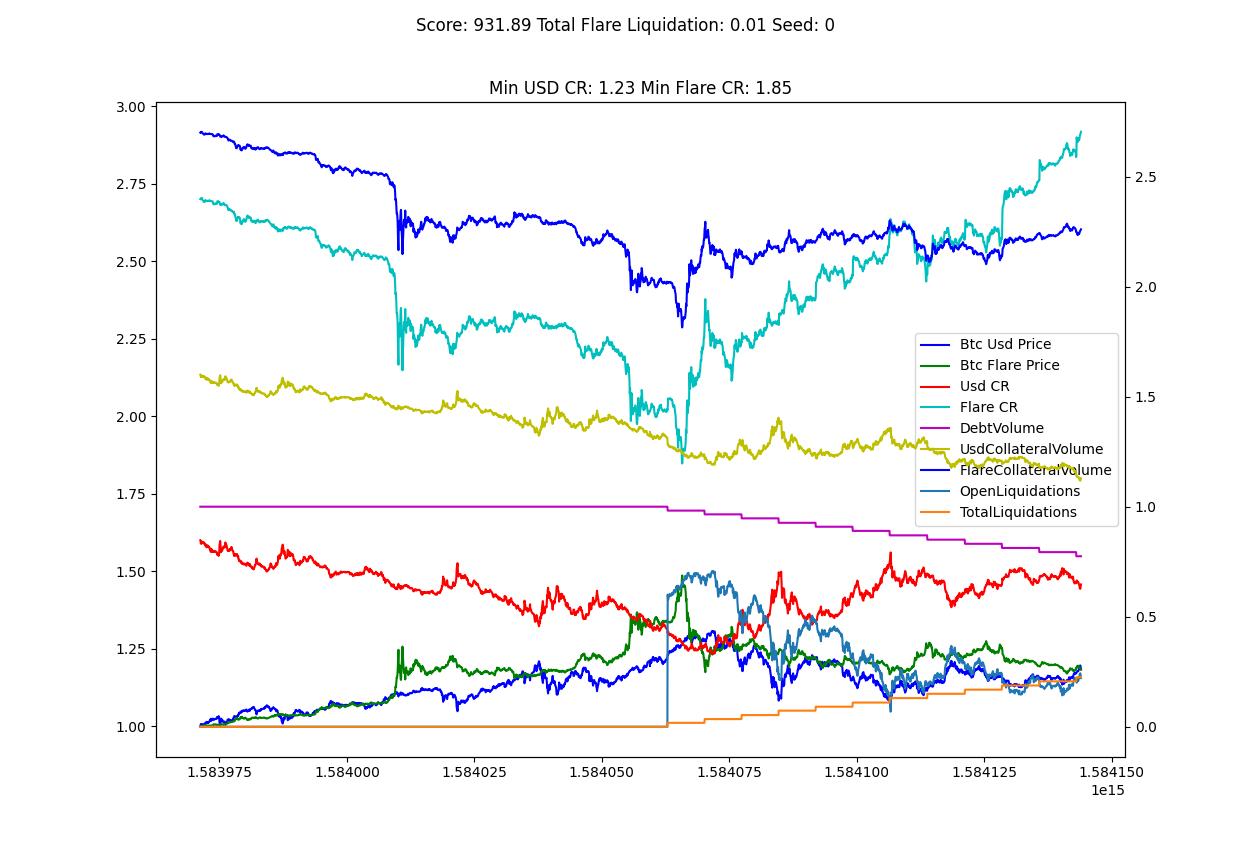 Score: 931.89 Total Flare Liquidation: 0.01 Seed: 0
Min USD CR: 1.23 Min Flare CR: 1.85
3.00
2.75
2.50
2.25
2.00
1.75
1.50
1.25
1.00
2.5
2.0
1.5
1.0
0.5
0.0
Btc Usd Price
Btc Flare Price
Usd CR
Flare CR
DebtVolume
UsdCollateralVolume
FlareCollateralVolume
OpenLiquidations
TotalLiquidations
1.583975 1.584000 1.584025 1.584050 1.584075 1.584100 1.584125 1.584150
1e15